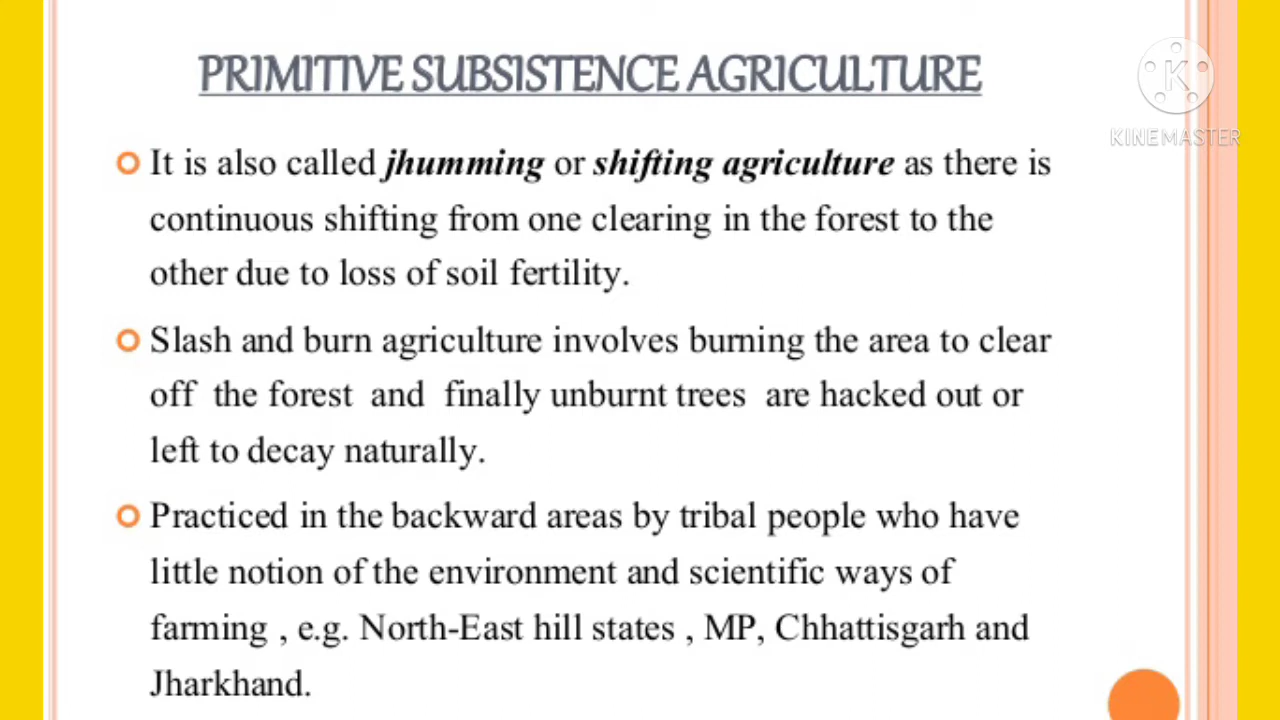 PRIMITIVE SUBSISTENCE AGRICULTURE
K
KINEMASTER
It is also called jhumming or shifting agriculture as there is
continuous shifting from one clearing in the forest to the
other due to loss of soil fertility.
Slash and burn agriculture involves burning the area to clear
off the forest and finally unburnt trees are hacked out or
left to decay naturally.
Practiced in the backward areas by tribal people who have
little notion of the environment and scientific ways of
farming , e.g. North-East hill states , MP, Chhattisgarh and
Jharkhand.